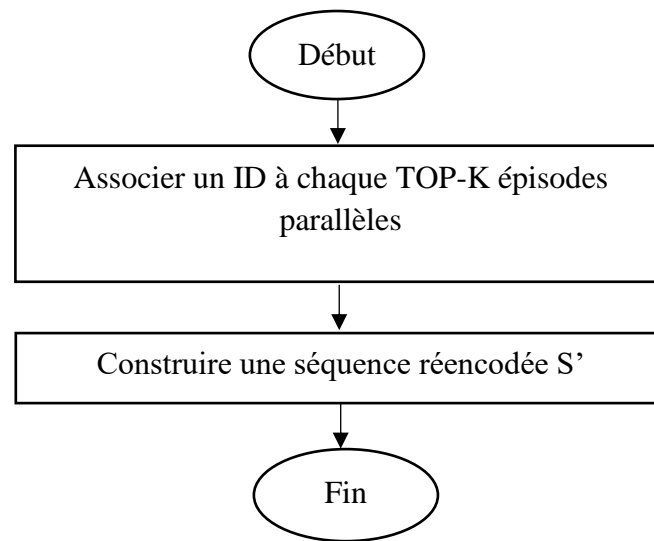 Début
Associer un ID à chaque TOP-K épisodes
parallèles
Construire une séquence réencodée S’
Fin